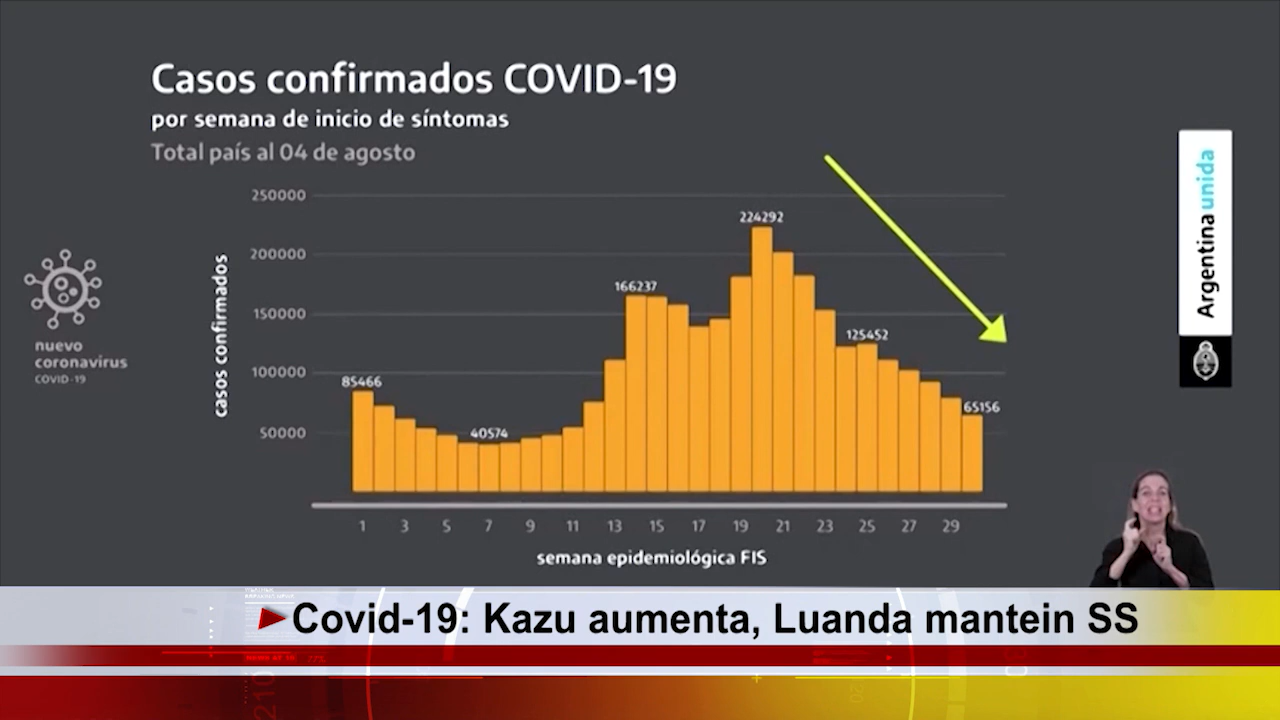 Casos confirmados COVID-19
por semana de inicio de síntomas
Total país al 04 de agosto
casos confirmados
250000
200000
150000
100000
50000
85466
40574
166237
224292
125452
65156
1 3 5 7 9 11 13 15 17 19 21 23 25 27 29
semana epidemiológica FIS
nuevo
coronavirus
COVID-19
Argentina unida
Covid-19: Kazu aumenta, Luanda mantein SS